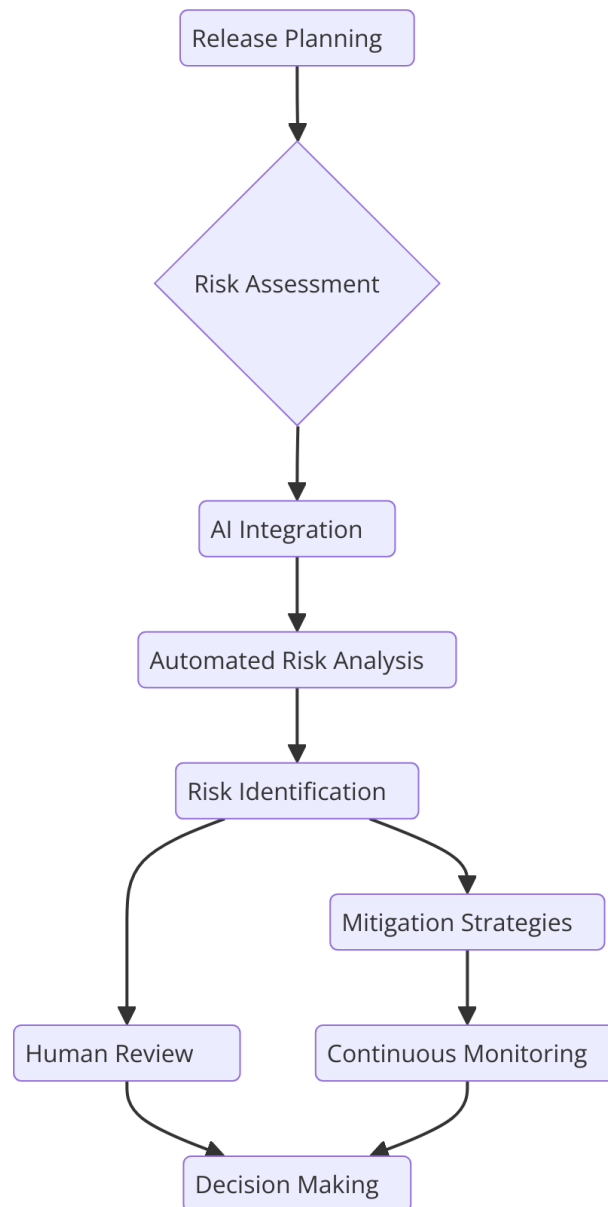 Release Planning
Risk Assessment
AI Integration
Automated Risk Analysis
Risk Identification
Mitigation Strategies
Human Review
Continuous Monitoring
Decision Making